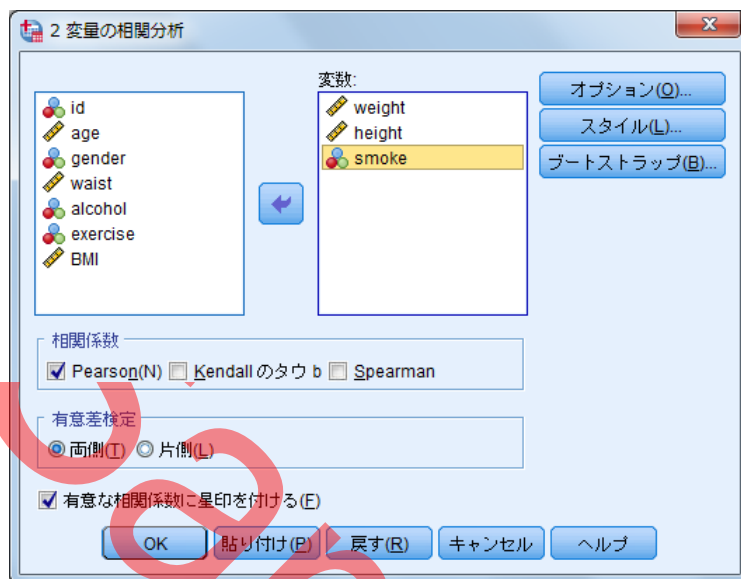 2 変量の相関分析
変数:
id
age
gender
waist
alcohol
exercise
BMI
weight
height
smoke
オプション(O)...
スタイル(L)...
ブートストラップ(B)...
相関係数
Pearson(N) Kendall のタウ b Spearman
有意差検定
両側(T) 片側(L)
有意な相関係数に星印を付ける(F)
OK 貼り付け(P) 戻す(R) キャンセル ヘルプ